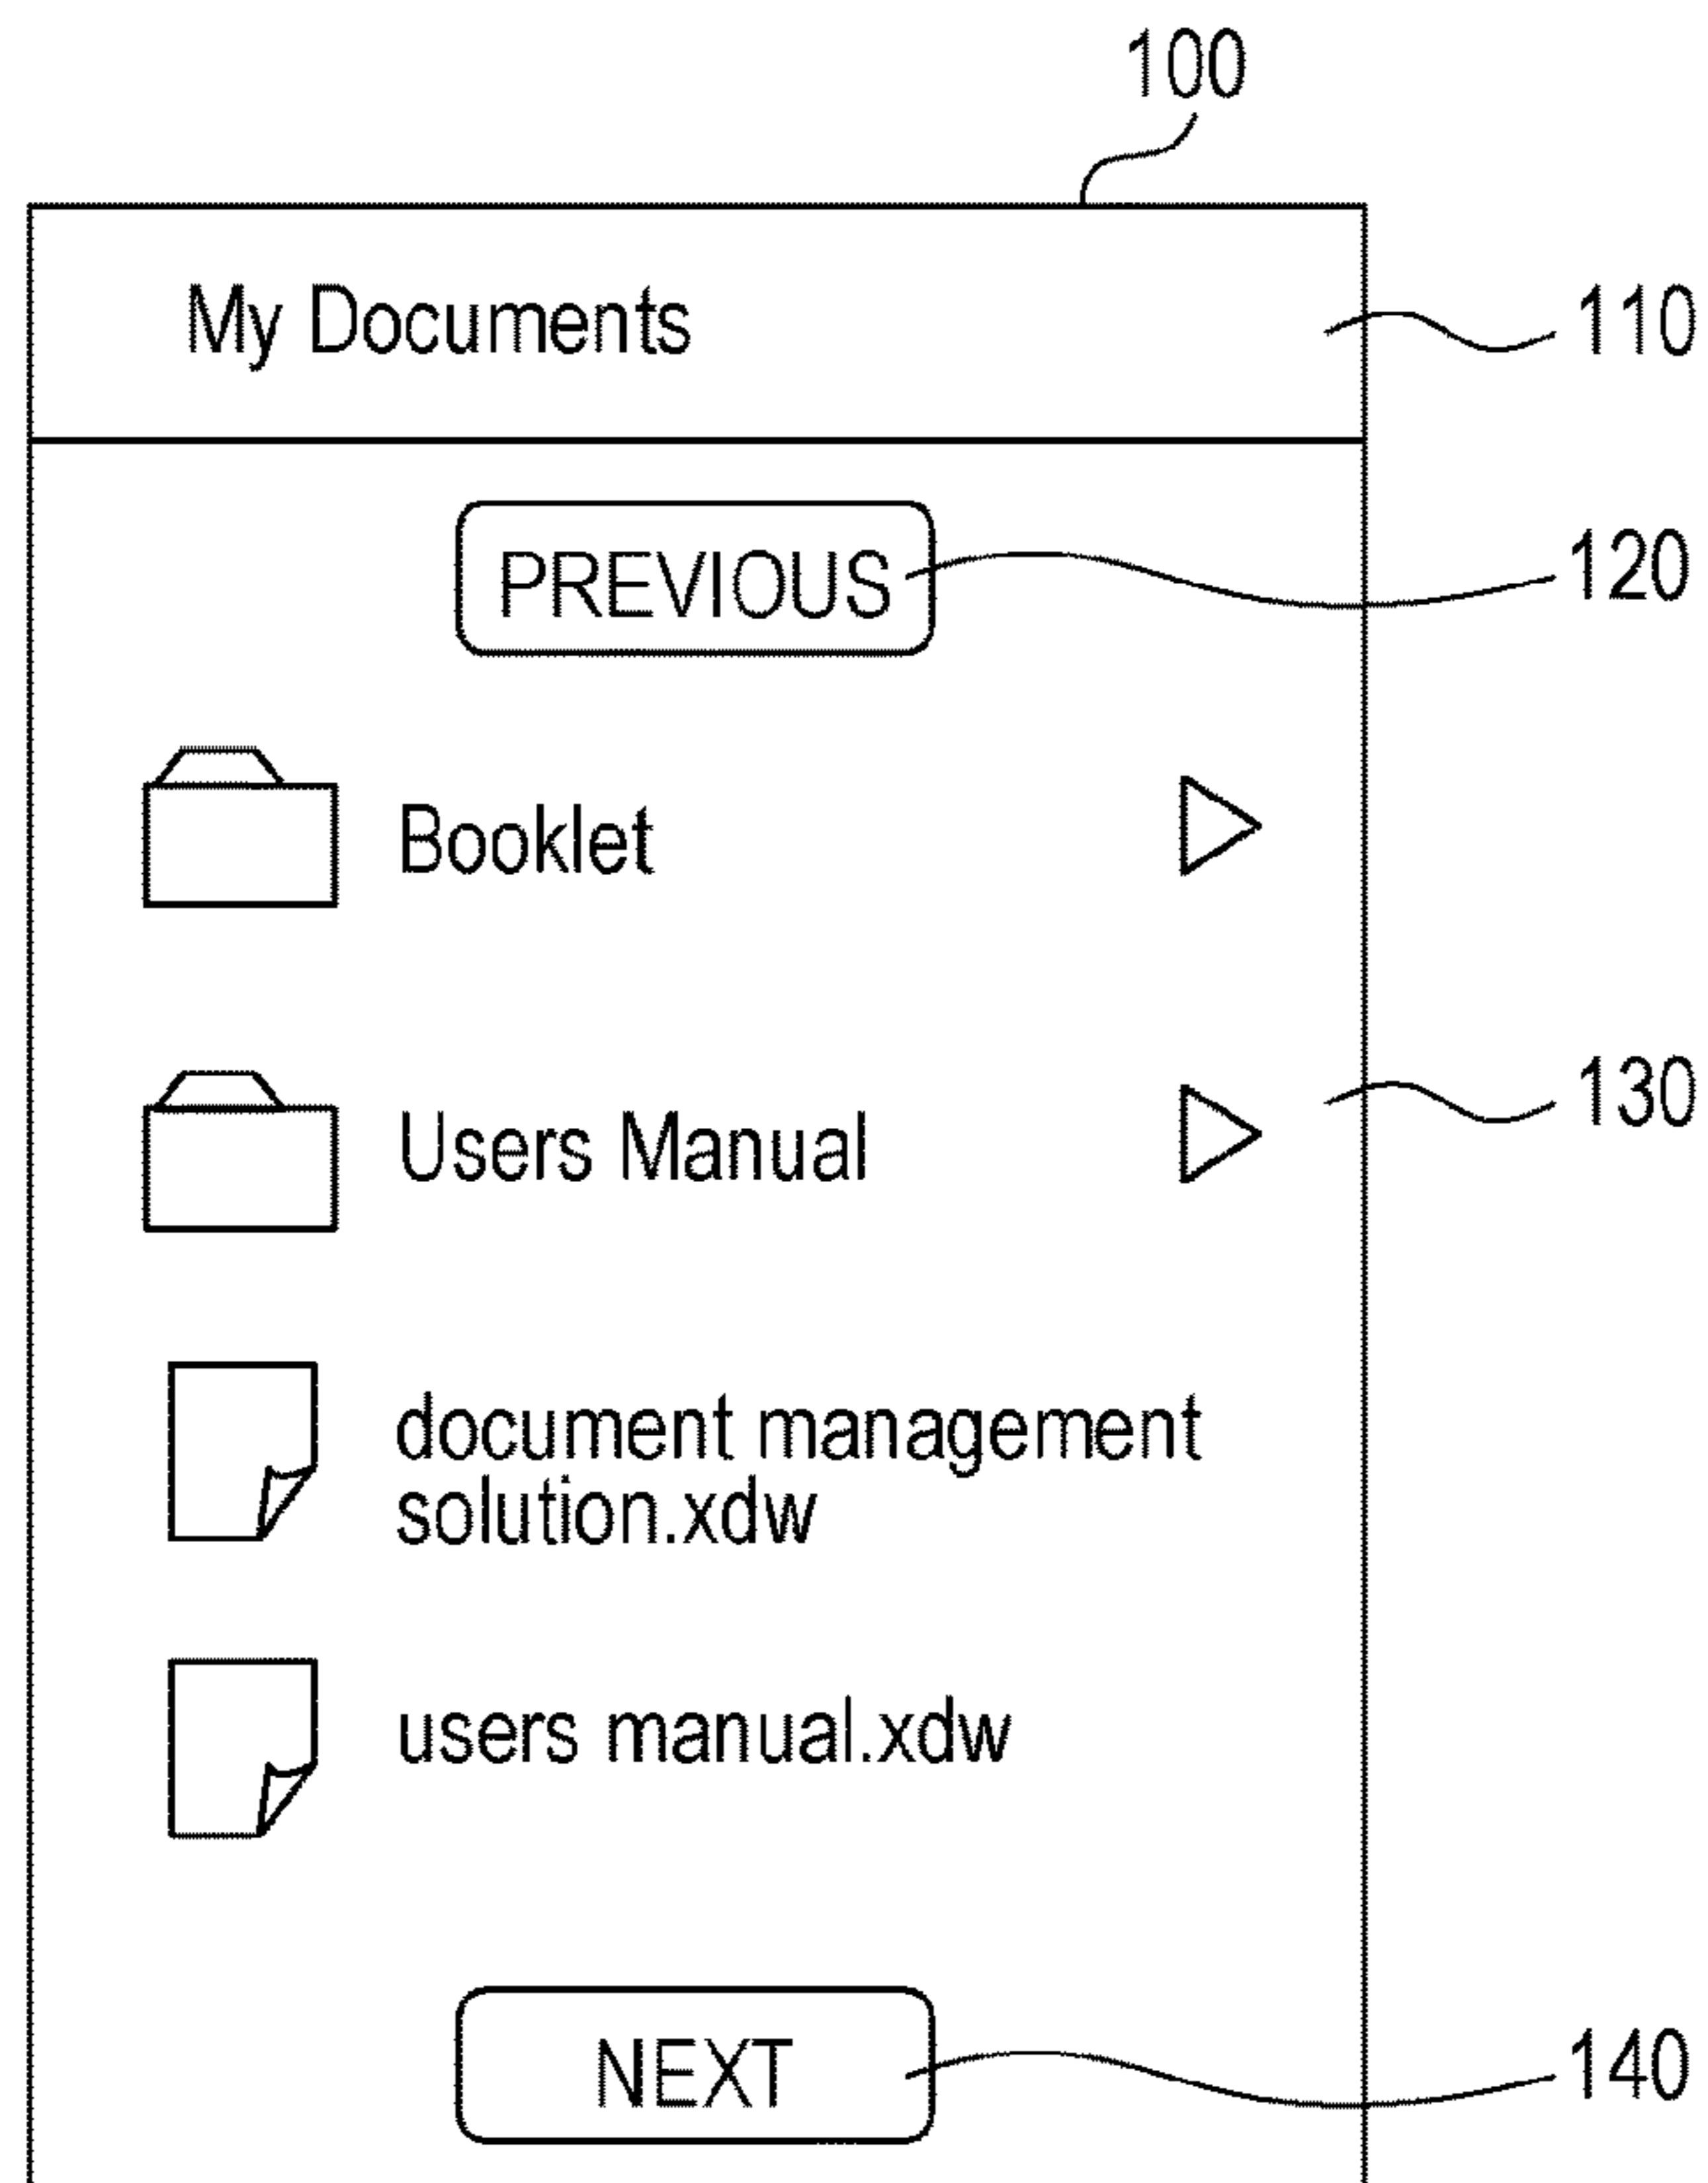 100
My Documents
110
PREVIOUS
120
Booklet
Users Manual
130
document management
solution.xdw
users manual.xdw
NEXT
140